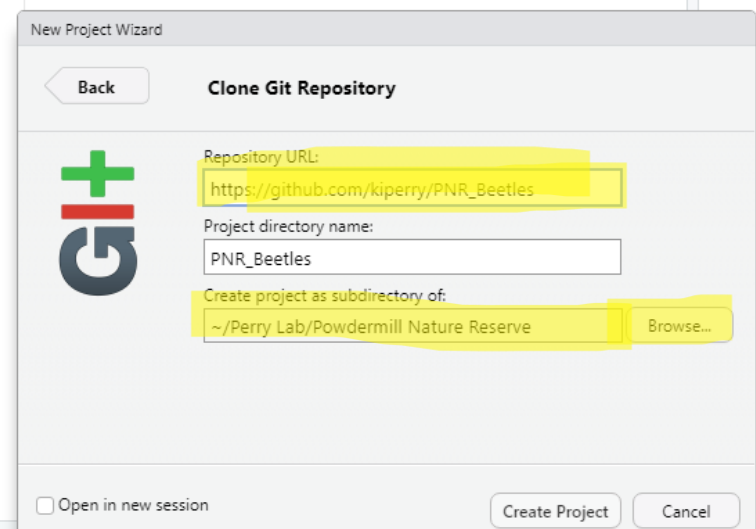 New Project Wizard
Back
Clone Git Repository
GIt
Repository URL:
https://github.com/kiperry/PNR_Beetles
Project directory name:
PNR_Beetles
Create project as subdirectory of:
~/Perry Lab/Powdermill Nature Reserve
Browse...
Open in new session
Create Project
Cancel